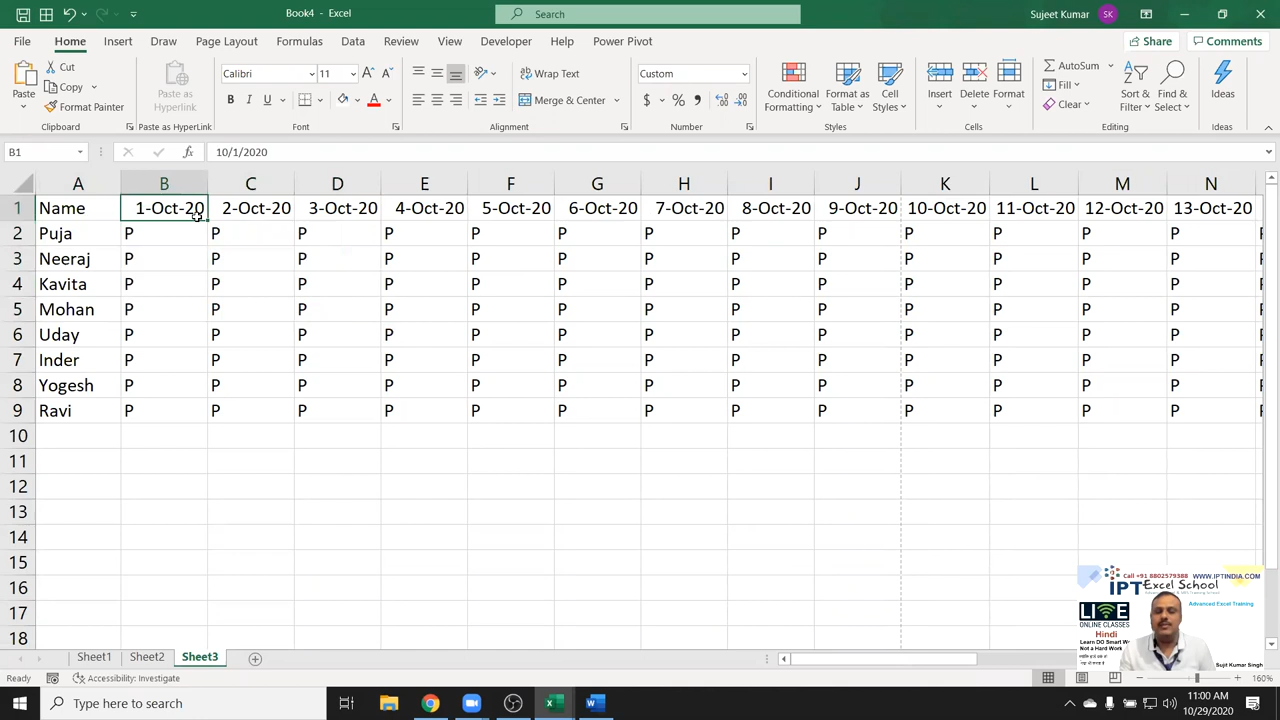 Book4 - Excel
Search
Sujeet Kumar
SK
File Home Insert Draw Page Layout Formulas Data Review View Developer Help Power Pivot
Share
Comments
Paste
Cut
Copy
Format Painter
Clipboard
Paste as
Hyperlink
Paste as HyperLink
Calibri
11
B I U
Font
Wrap Text
Merge & Center
Alignment
Custom
$ % ,
Number
Conditional
Formatting
Format as
Table
Cell
Styles
Styles
Insert
Delete
Format
Cells
AutoSum
Fill
Clear
Sort &
Filter
Find &
Select
Editing
Ideas
Ideas
B1
fx
10/1/2020
A B C D E F G H I J K L M N
1 Name 1-Oct-20 2-Oct-20 3-Oct-20 4-Oct-20 5-Oct-20 6-Oct-20 7-Oct-20 8-Oct-20 9-Oct-20 10-Oct-20 11-Oct-20 12-Oct-20 13-Oct-20
2 Puja P P P P P P P P P P P P P
3 Neeraj P P P P P P P P P P P P P
4 Kavita P P P P P P P P P P P P P
5 Mohan P P P P P P P P P P P P P
6 Uday P P P P P P P P P P P P P
7 Inder P P P P P P P P P P P P P
8 Yogesh P P P P P P P P P P P P P
9 Ravi P P P P P P P P P P P P P
10
11
12
13
14
15
16
17
18
Call +91 8802579388 WWW.IPTINDIA.COM
IPT Excel School
Advanced Excel Training
LIVE
ONLINE CLASSES
Hindi
Learn DO Smart Wo
Not a Hard Work
Sujit Kumar Singh
Sheet1 Sheet2 Sheet3
Ready
Accessibility: Investigate
160%
Type here to search
11:00 AM
10/29/2020